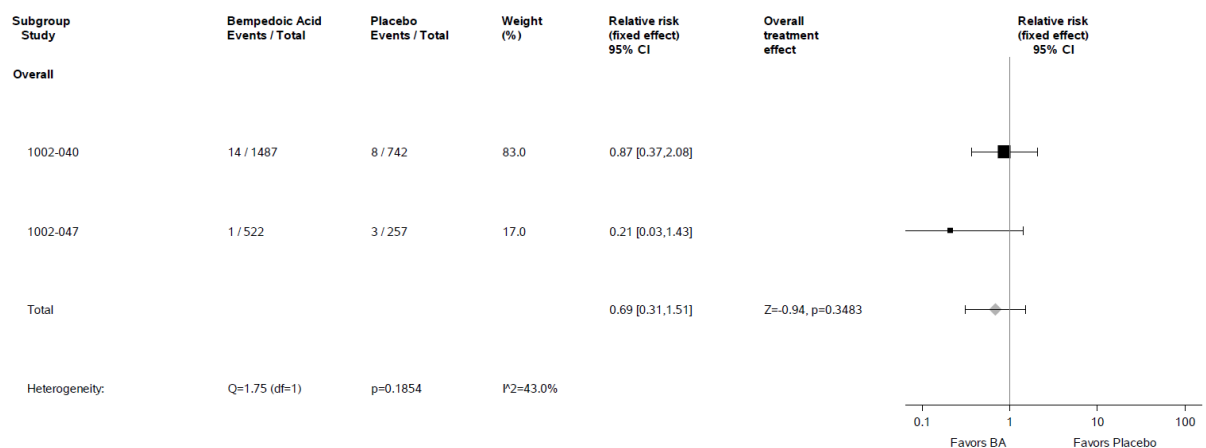 Subgroup Bempedoic Acid Placebo Weight Relative risk Overall Relative risk
Study Events / Total Events / Total (%) (fixed effect) treatment (fixed effect)
95% CI effect 95% CI
Overall
1002-040 14 / 1487 8 / 742 83.0 0.87 [0.37,2.08]
1002-047 1 / 522 3 / 257 17.0 0.21 [0.03,1.43]
Total 0.69 [0.31,1.51] Z=-0.94, p=0.3483
Heterogeneity: Q=1.75 (df=1) p=0.1854 I^2=43.0%
0.1 1 10 100
Favors BA Favors Placebo